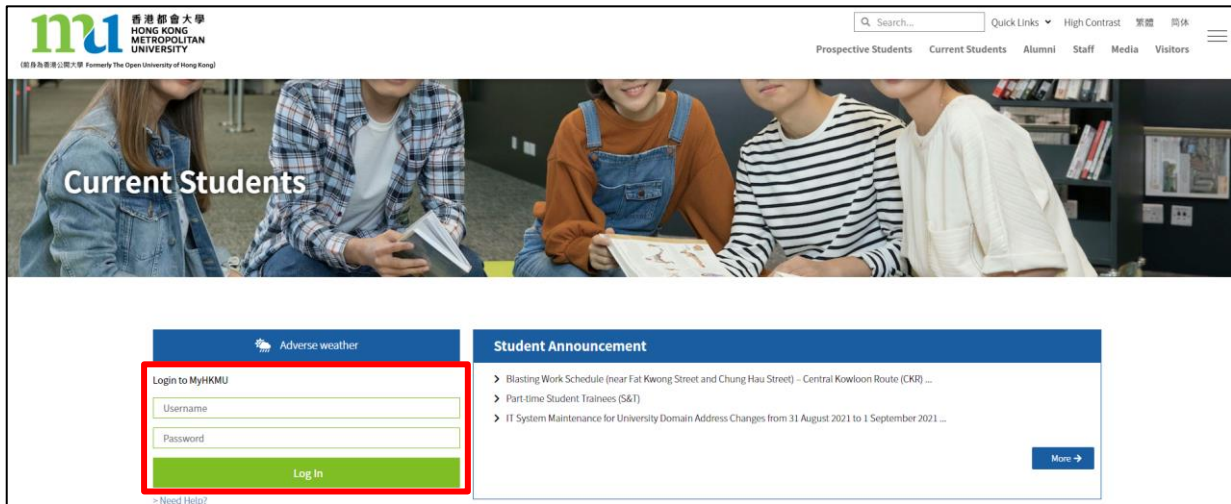 香港都會大學
HONG KONG
METROPOLITAN
UNIVERSITY
(前身為香港公開大學 Formerly The Open University of Hong Kong)
Search...
Quick Links
High Contrast
繁體
简体
Prospective Students
Current Students
Alumni
Staff
Media
Visitors
Current Students
Adverse weather
Login to MyHKMU
Username
Password
Log In
> Need Help?
Student Announcement
Blasting Work Schedule (near Fat Kwong Street and Chung Hau Street) – Central Kowloon Route (CKR) ...
Part-time Student Trainees (S&T)
IT System Maintenance for University Domain Address Changes from 31 August 2021 to 1 September 2021 ...
More →